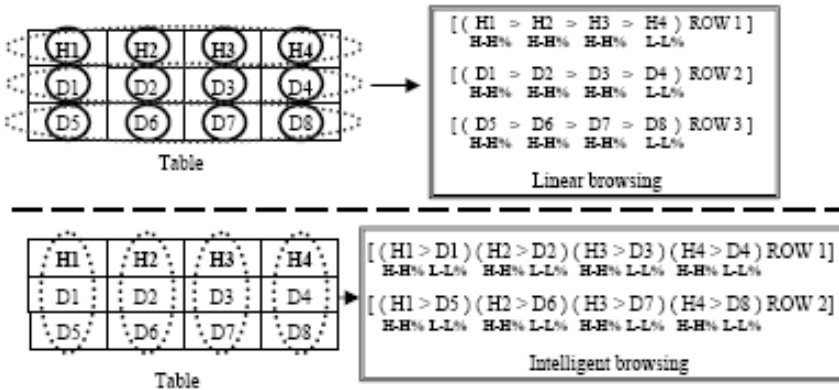 H1 H2 H3 H4
D1 D2 D3 D4
D5 D6 D7 D8
Table
[ ( H1 > H2 > H3 > H4 ) ROW 1 ]
H-H% H-H% H-H% L-L%
[ ( D1 > D2 > D3 > D4 ) ROW 2 ]
H-H% H-H% H-H% L-L%
[ ( D5 > D6 > D7 > D8 ) ROW 3 ]
H-H% H-H% H-H% L-L%
Linear browsing
H1 H2 H3 H4
D1 D2 D3 D4
D5 D6 D7 D8
Table
[ ( H1 > D1 ) ( H2 > D2 ) ( H3 > D3 ) ( H4 > D4 ) ROW 1]
H-H% L-L% H-H% L-L% H-H% L-L% H-H% L-L%
[ ( H1 > D5 ) ( H2 > D6 ) ( H3 > D7 ) ( H4 > D8 ) ROW 2]
H-H% L-L% H-H% L-L% H-H% L-L% H-H% L-L%
Intelligent browsing